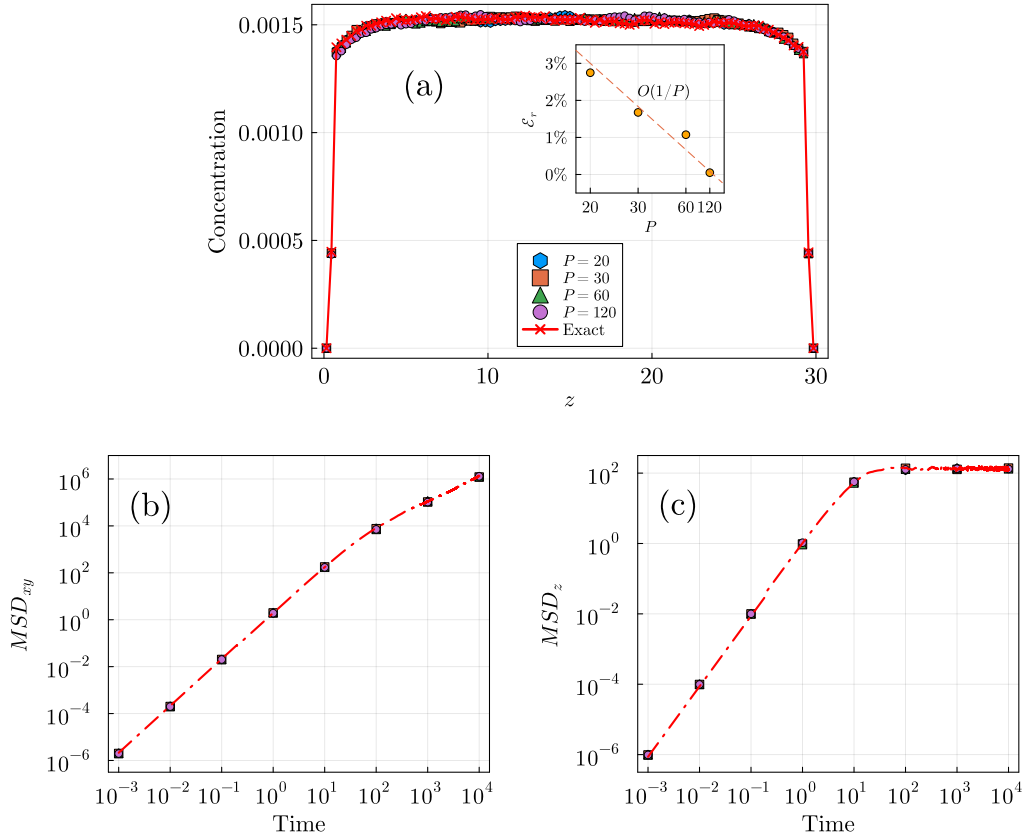 0.0015
0.0010
0.0005
0.0000
Concentration
(a)
3%
2%
1%
0%
ℰ_r
O(1/P)
20 30 60 120
P
P = 20
P = 30
P = 60
P = 120
Exact
0 10 20 30
z
10^6
10^4
10^2
10^0
10^−2
10^−4
10^−6
MSD_xy
(b)
10^−3 10^−2 10^−1 10^0 10^1 10^2 10^3 10^4
Time
10^2
10^0
10^−2
10^−4
10^−6
MSD_z
(c)
10^−3 10^−2 10^−1 10^0 10^1 10^2 10^3 10^4
Time